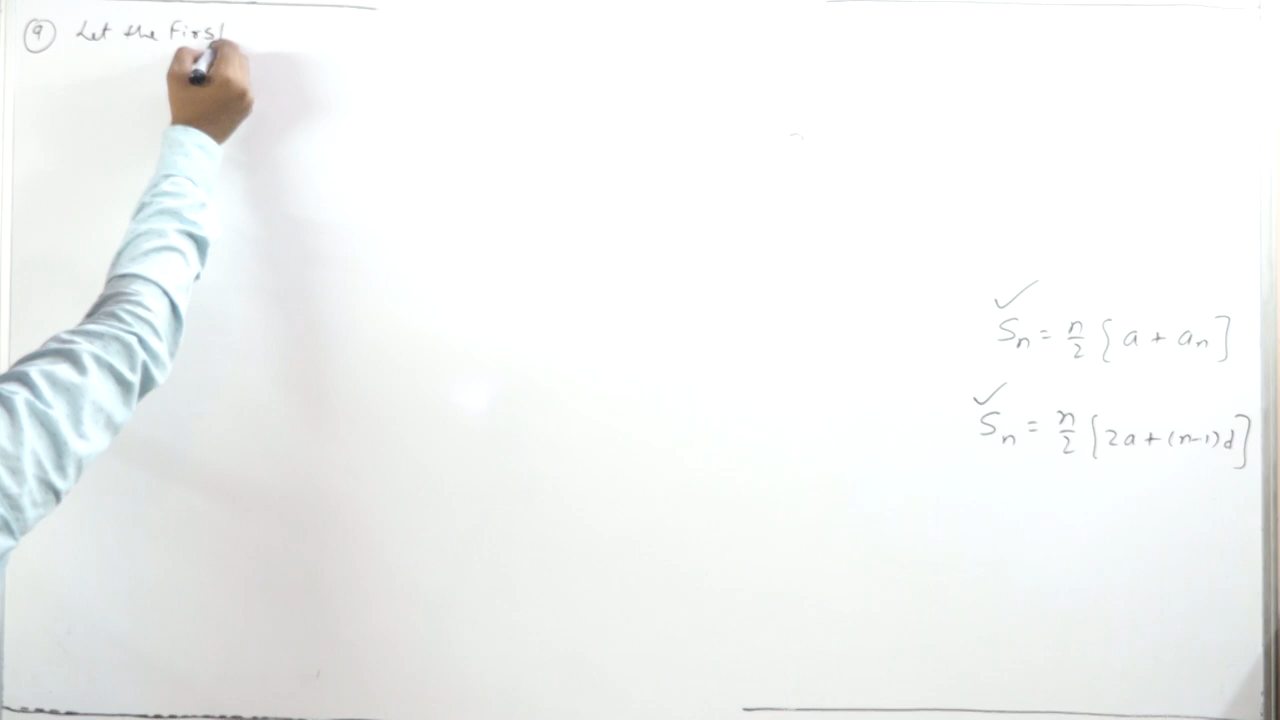 9 Let the First
Sn = n/2 [a + an]
Sn = n/2 [2a + (n-1)d]